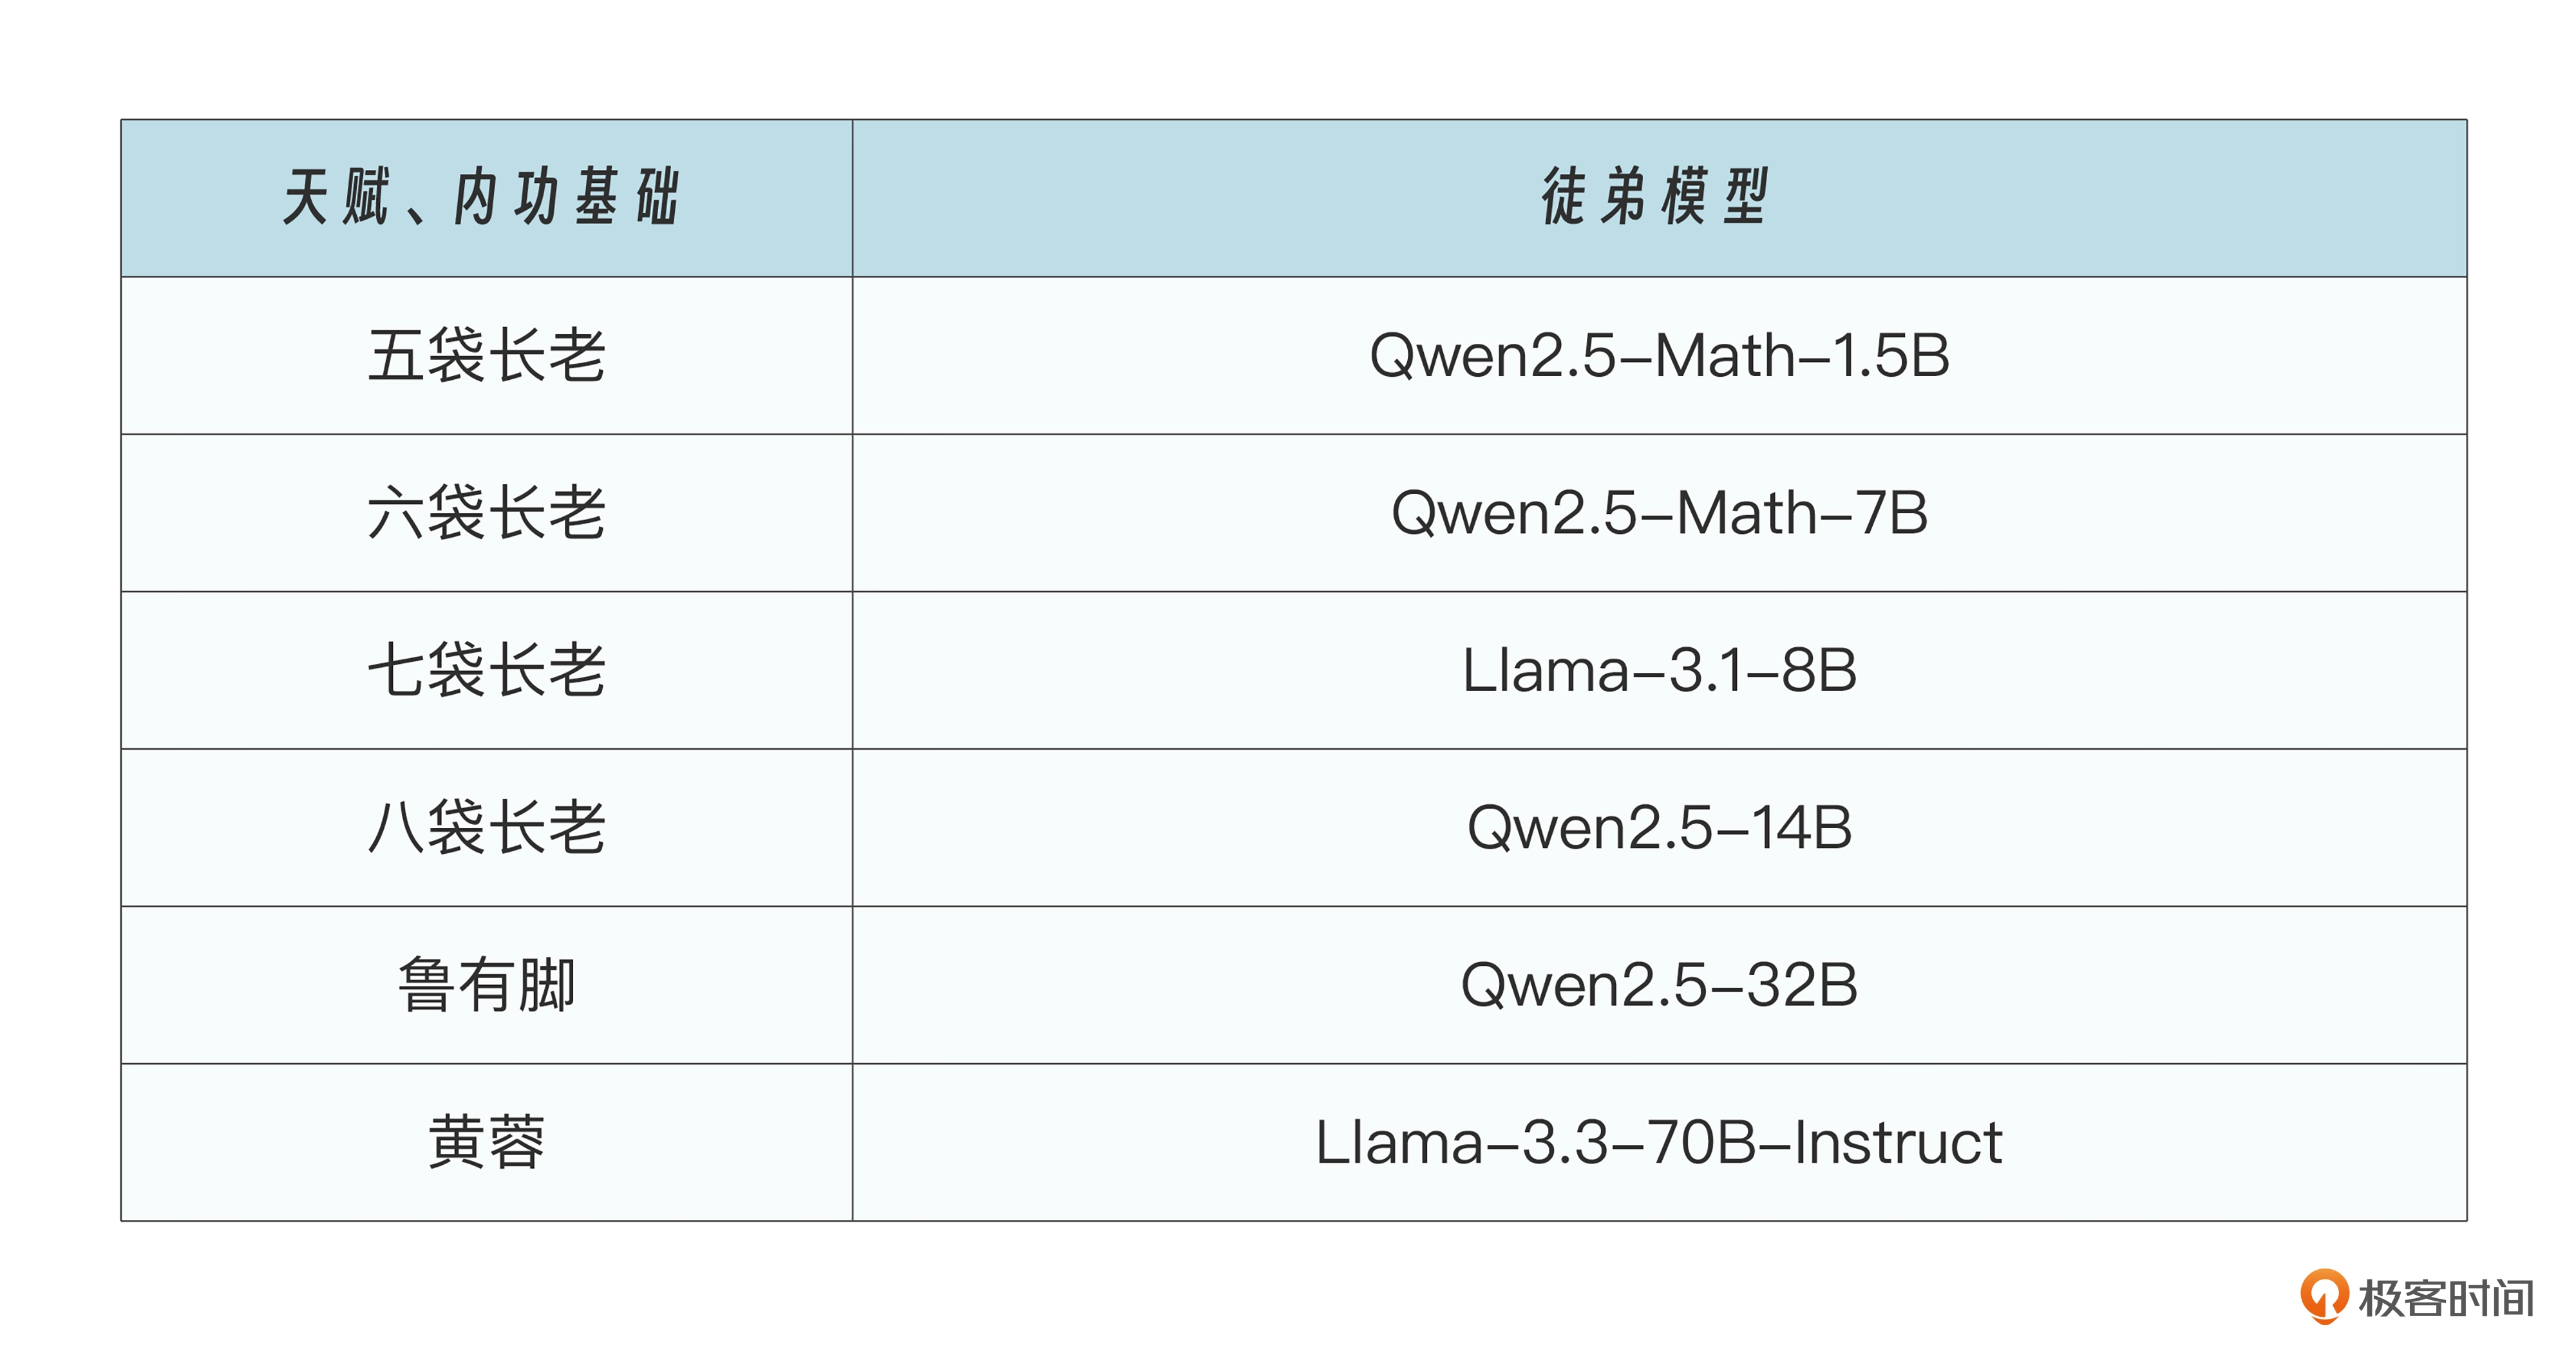 天赋、内功基础 徒弟模型
五袋长老 Qwen2.5–Math–1.5B
六袋长老 Qwen2.5–Math–7B
七袋长老 Llama–3.1–8B
八袋长老 Qwen2.5–14B
鲁有脚 Qwen2.5–32B
黄蓉 Llama–3.3–70B–Instruct
极客时间